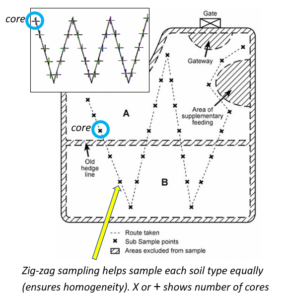 core
Gate
Gateway
Area of
supplementary
feeding
A
core
Old
hedge
line
B
Route taken
Sub Sample points
Areas excluded from sample
Zig-zag sampling helps sample each soil type equally
(ensures homogeneity). X or + shows number of cores